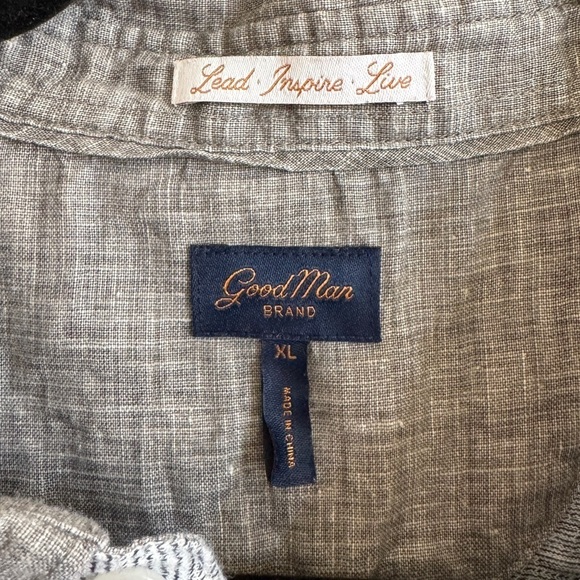 Lead · Inspire · Live
Good Man
BRAND
XL
MADE IN CHINA